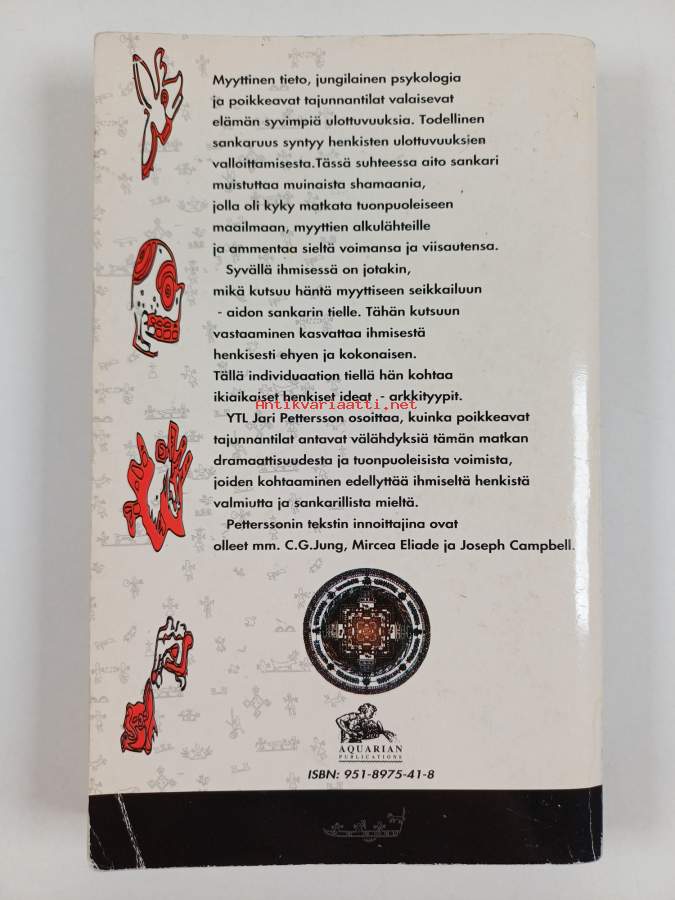 Myyttinen tieto, jungilainen psykologia
ja poikkeavat tajunnantilat valaisevat
elämän syvimpiä ulottuvuuksia. Todellinen
sankaruus syntyy henkisten ulottuvuuksien
valloittamisesta.Tässä suhteessa aito sankari
muistuttaa muinaista shamaania,
jolla oli kyky matkata tuonpuoleiseen
maailmaan, myyttien alkulähteille
ja ammentaa sieltä voimansa ja viisautensa.
Syvällä ihmisessä on jotakin,
mikä kutsuu häntä myyttiseen seikkailuun
- aidon sankarin tielle. Tähän kutsuun
vastaaminen kasvattaa ihmisestä
henkisesti ehyen ja kokonaisen.
Tällä individuaation tiellä hän kohtaa
ikiaikaiset henkiset ideat - arkkityypit.
Antikvariaatti.net
YTL Jari Pettersson osoittaa, kuinka poikkeavat
tajunnantilat antavat välähdyksiä tämän matkan
dramaattisuudesta ja tuonpuoleisista voimista,
joiden kohtaaminen edellyttää ihmiseltä henkistä
valmiutta ja sankarillista mieltä.
Petterssonin tekstin innoittajina ovat
olleet mm. C.G.Jung, Mircea Eliade ja Joseph Campbell.
AQUARIAN
PUBLICATIONS
ISBN: 951-8975-41-8